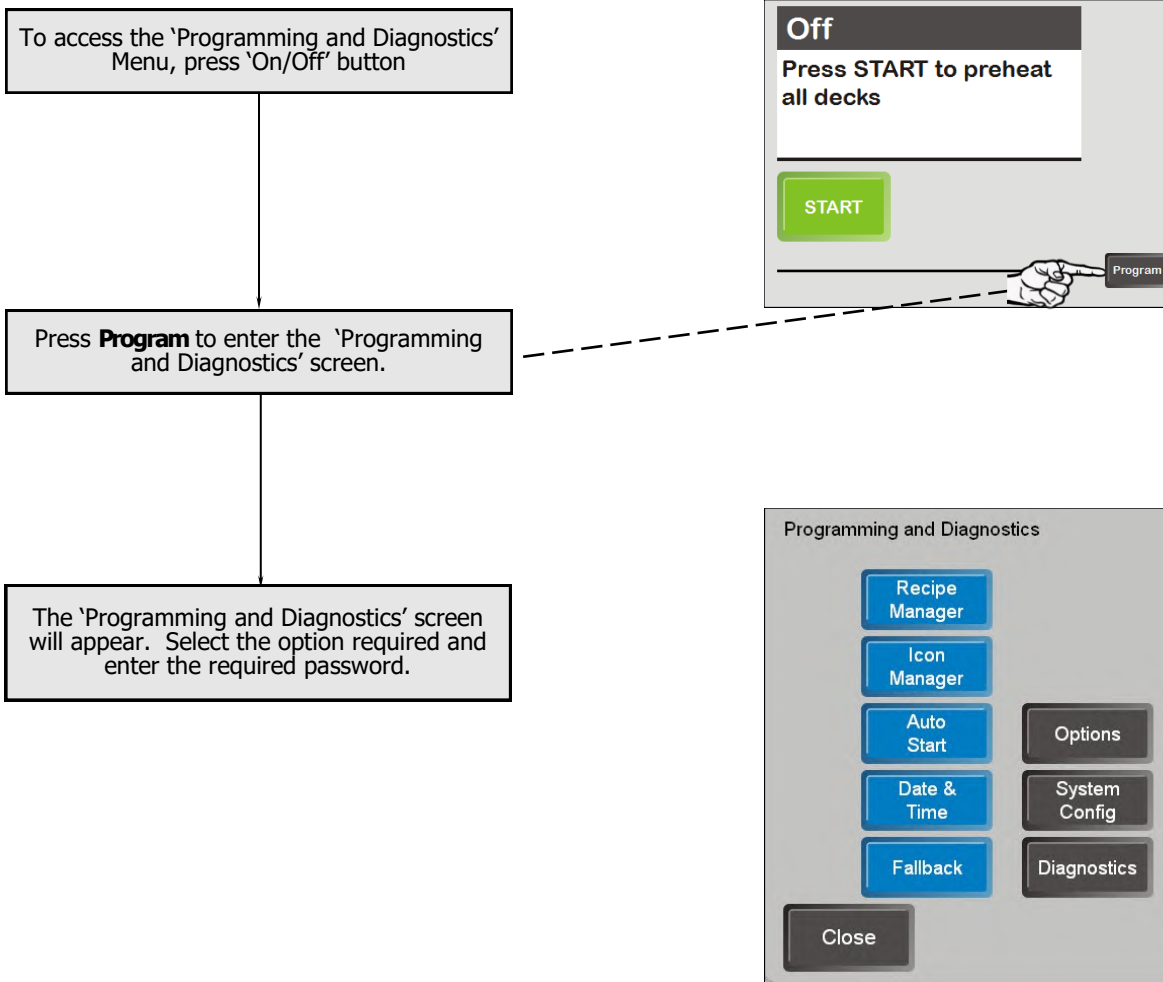 To access the ‘Programming and Diagnostics’
Menu, press ‘On/Off’ button
Off
Press START to preheat
all decks
START
Program
Press Program to enter the ‘Programming
and Diagnostics’ screen.
The ‘Programming and Diagnostics’ screen
will appear. Select the option required and
enter the required password.
Programming and Diagnostics
Recipe
Manager
Icon
Manager
Auto
Start
Options
Date &
Time
System
Config
Fallback
Diagnostics
Close